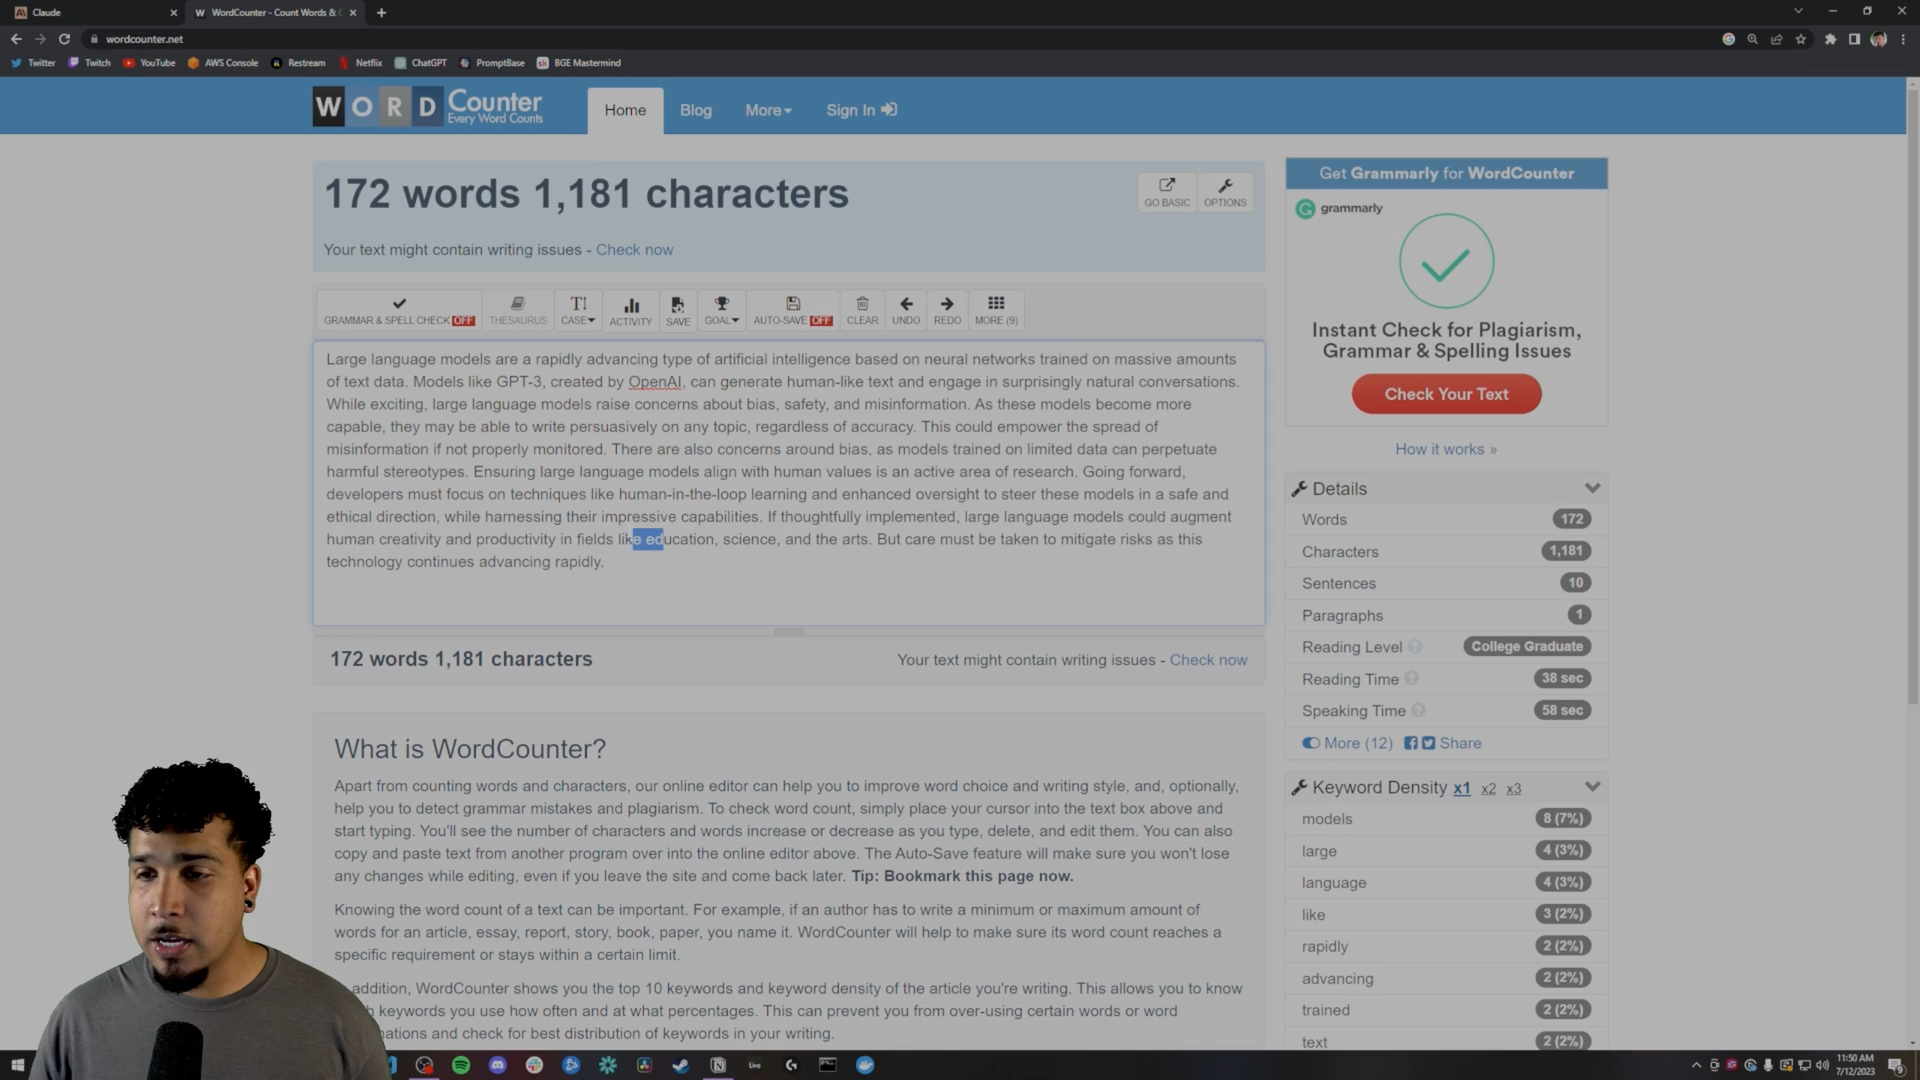 Claude
WordCounter - Count Words & C
wordcounter.net
Twitter
Twitch
YouTube
AWS Console
Restream
Netflix
ChatGPT
PromptBase
BGE Mastermind
WORD Counter
Every Word Counts
Home
Blog
More
Sign In
172 words 1,181 characters
GO BASIC
OPTIONS
Your text might contain writing issues - Check now
GRAMMAR & SPELL CHECK OFF
THESAURUS
CASE
ACTIVITY
SAVE
GOAL
AUTO-SAVE OFF
CLEAR
UNDO
REDO
MORE (9)
Large language models are a rapidly advancing type of artificial intelligence based on neural networks trained on massive amounts
of text data. Models like GPT-3, created by OpenAI, can generate human-like text and engage in surprisingly natural conversations.
While exciting, large language models raise concerns about bias, safety, and misinformation. As these models become more
capable, they may be able to write persuasively on any topic, regardless of accuracy. This could empower the spread of
misinformation if not properly monitored. There are also concerns around bias, as models trained on limited data can perpetuate
harmful stereotypes. Ensuring large language models align with human values is an active area of research. Going forward,
developers must focus on techniques like human-in-the-loop learning and enhanced oversight to steer these models in a safe and
ethical direction, while harnessing their impressive capabilities. If thoughtfully implemented, large language models could augment
human creativity and productivity in fields like education, science, and the arts. But care must be taken to mitigate risks as this
technology continues advancing rapidly.
172 words 1,181 characters
Your text might contain writing issues - Check now
What is WordCounter?
Apart from counting words and characters, our online editor can help you to improve word choice and writing style, and, optionally,
help you to detect grammar mistakes and plagiarism. To check word count, simply place your cursor into the text box above and
start typing. You'll see the number of characters and words increase or decrease as you type, delete, and edit them. You can also
copy and paste text from another program over into the online editor above. The Auto-Save feature will make sure you won't lose
any changes while editing, even if you leave the site and come back later. Tip: Bookmark this page now.
Knowing the word count of a text can be important. For example, if an author has to write a minimum or maximum amount of
words for an article, essay, report, story, book, paper, you name it. WordCounter will help to make sure its word count reaches a
specific requirement or stays within a certain limit.
addition, WordCounter shows you the top 10 keywords and keyword density of the article you're writing. This allows you to know
keywords you use how often and at what percentages. This can prevent you from over-using certain words or word
and check for best distribution of keywords in your writing.
Get Grammarly for WordCounter
grammarly
Instant Check for Plagiarism,
Grammar & Spelling Issues
Check Your Text
How it works »
Details
Words 172
Characters 1,181
Sentences 10
Paragraphs 1
Reading Level College Graduate
Reading Time 38 sec
Speaking Time 58 sec
More (12) Share
Keyword Density x1 x2 x3
models 8 (7%)
large 4 (3%)
language 4 (3%)
like 3 (2%)
rapidly 2 (2%)
advancing 2 (2%)
trained 2 (2%)
text 2 (2%)
Live
11:50 AM
7/12/2023